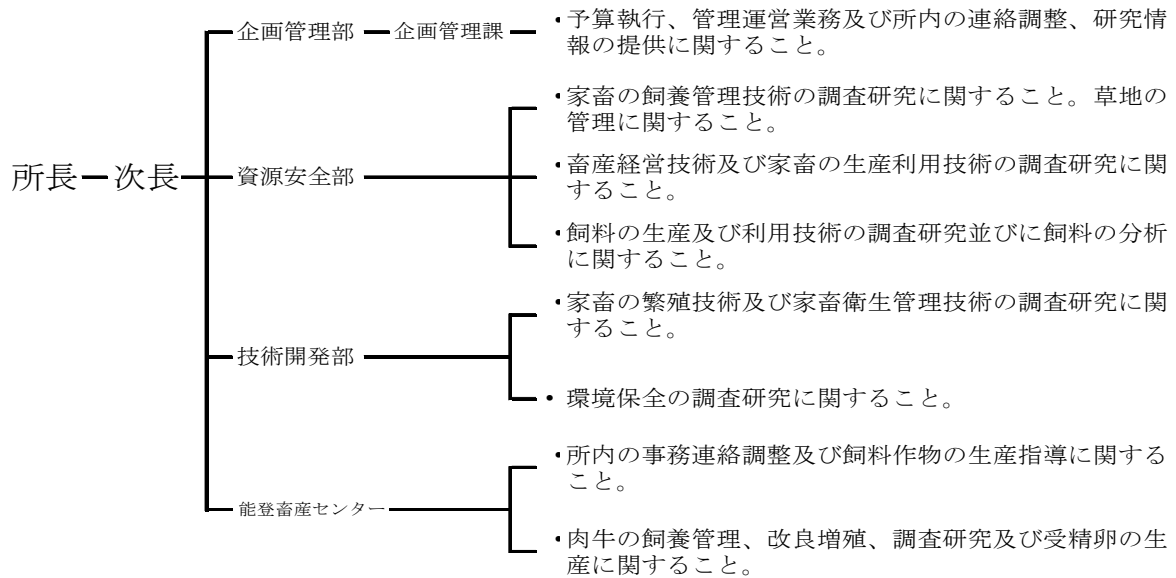 所長
次長
企画管理部
企画管理課
・予算執行、管理運営業務及び所内の連絡調整、研究情
報の提供に関すること。
資源安全部
・家畜の飼養管理技術の調査研究に関すること。草地の
管理に関すること。
・畜産経営技術及び家畜の生産利用技術の調査研究に関
すること。
・飼料の生産及び利用技術の調査研究並びに飼料の分析
に関すること。
技術開発部
・家畜の繁殖技術及び家畜衛生管理技術の調査研究に関
すること。
・環境保全の調査研究に関すること。
能登畜産センター
・所内の事務連絡調整及び飼料作物の生産指導に関する
こと。
・肉牛の飼養管理、改良増殖、調査研究及び受精卵の生
産に関すること。